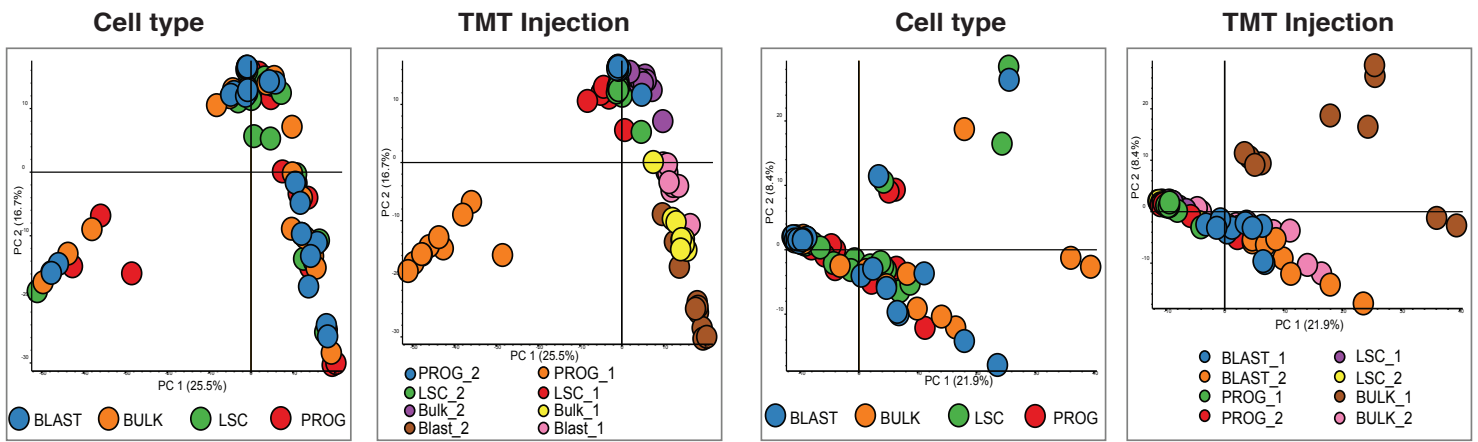 Cell type
TMT Injection
Cell type
TMT Injection
PC 2 (16.7%)
PC 1 (25.5%)
BLAST BULK LSC PROG
PC 2 (16.7%)
PC 1 (25.5%)
PROG_2 PROG_1
LSC_2 LSC_1
Bulk_2 Bulk_1
Blast_2 Blast_1
PC 2 (8.4%)
PC 1 (21.9%)
BLAST BULK LSC PROG
PC 2 (8.4%)
PC 1 (21.9%)
BLAST_1 LSC_1
BLAST_2 LSC_2
PROG_1 BULK_1
PROG_2 BULK_2